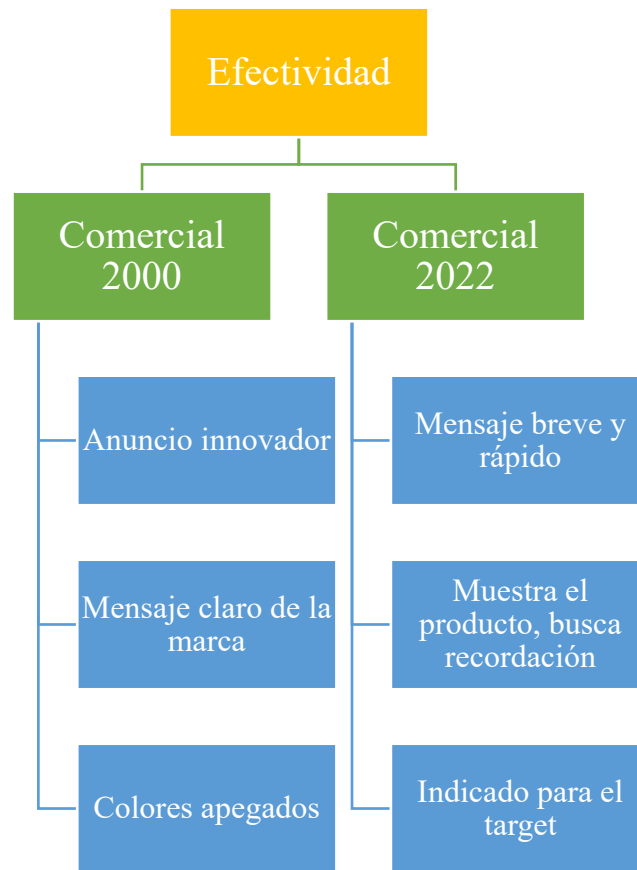 Efectividad
Comercial
2000
Comercial
2022
Anuncio innovador
Mensaje claro de la
marca
Colores apegados
Mensaje breve y
rápido
Muestra el
producto, busca
recordación
Indicado para el
target